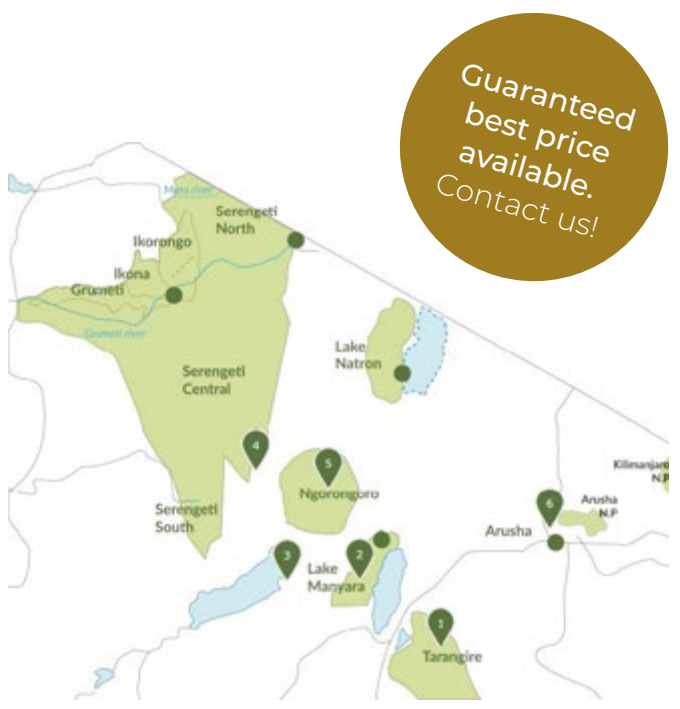 Guaranteed
best price
available.
Contact us!
Mara river
Serengeti
North
Ikorongo
Ikona
Grumeti
Grumeti river
Lake
Natron
Serengeti
Central
4
5
Ngorongoro
Kilimanjaro
N.P
6
Arusha
N.P
Arusha
Serengeti
South
3
2
Lake
Manyara
1
Tarangire